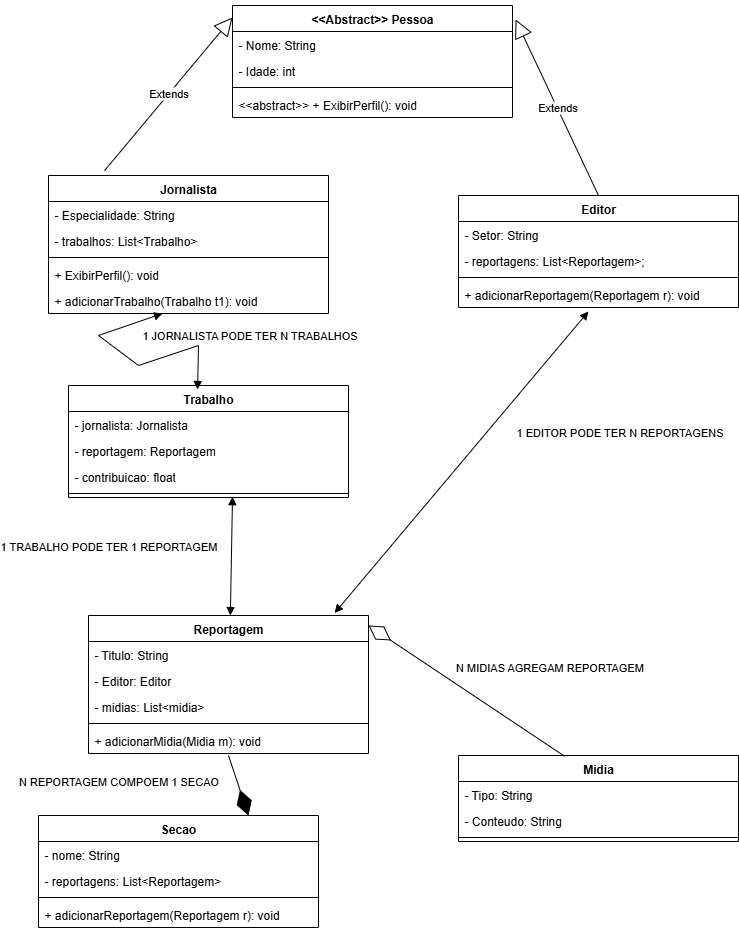 <<Abstract>> Pessoa
- Nome: String
- Idade: int
<<abstract>> + ExibirPerfil(): void
Extends
Extends
Jornalista
- Especialidade: String
- trabalhos: List<Trabalho>
+ ExibirPerfil(): void
+ adicionarTrabalho(Trabalho t1): void
Editor
- Setor: String
- reportagens: List<Reportagem>;
+ adicionarReportagem(Reportagem r): void
1 JORNALISTA PODE TER N TRABALHOS
Trabalho
- jornalista: Jornalista
- reportagem: Reportagem
- contribuicao: float
1 EDITOR PODE TER N REPORTAGENS
1 TRABALHO PODE TER 1 REPORTAGEM
Reportagem
- Titulo: String
- Editor: Editor
- midias: List<midia>
+ adicionarMidia(Midia m): void
N MIDIAS AGREGAM REPORTAGEM
N REPORTAGEM COMPOEM 1 SECAO
Midia
- Tipo: String
- Conteudo: String
Secao
- nome: String
- reportagens: List<Reportagem>
+ adicionarReportagem(Reportagem r): void